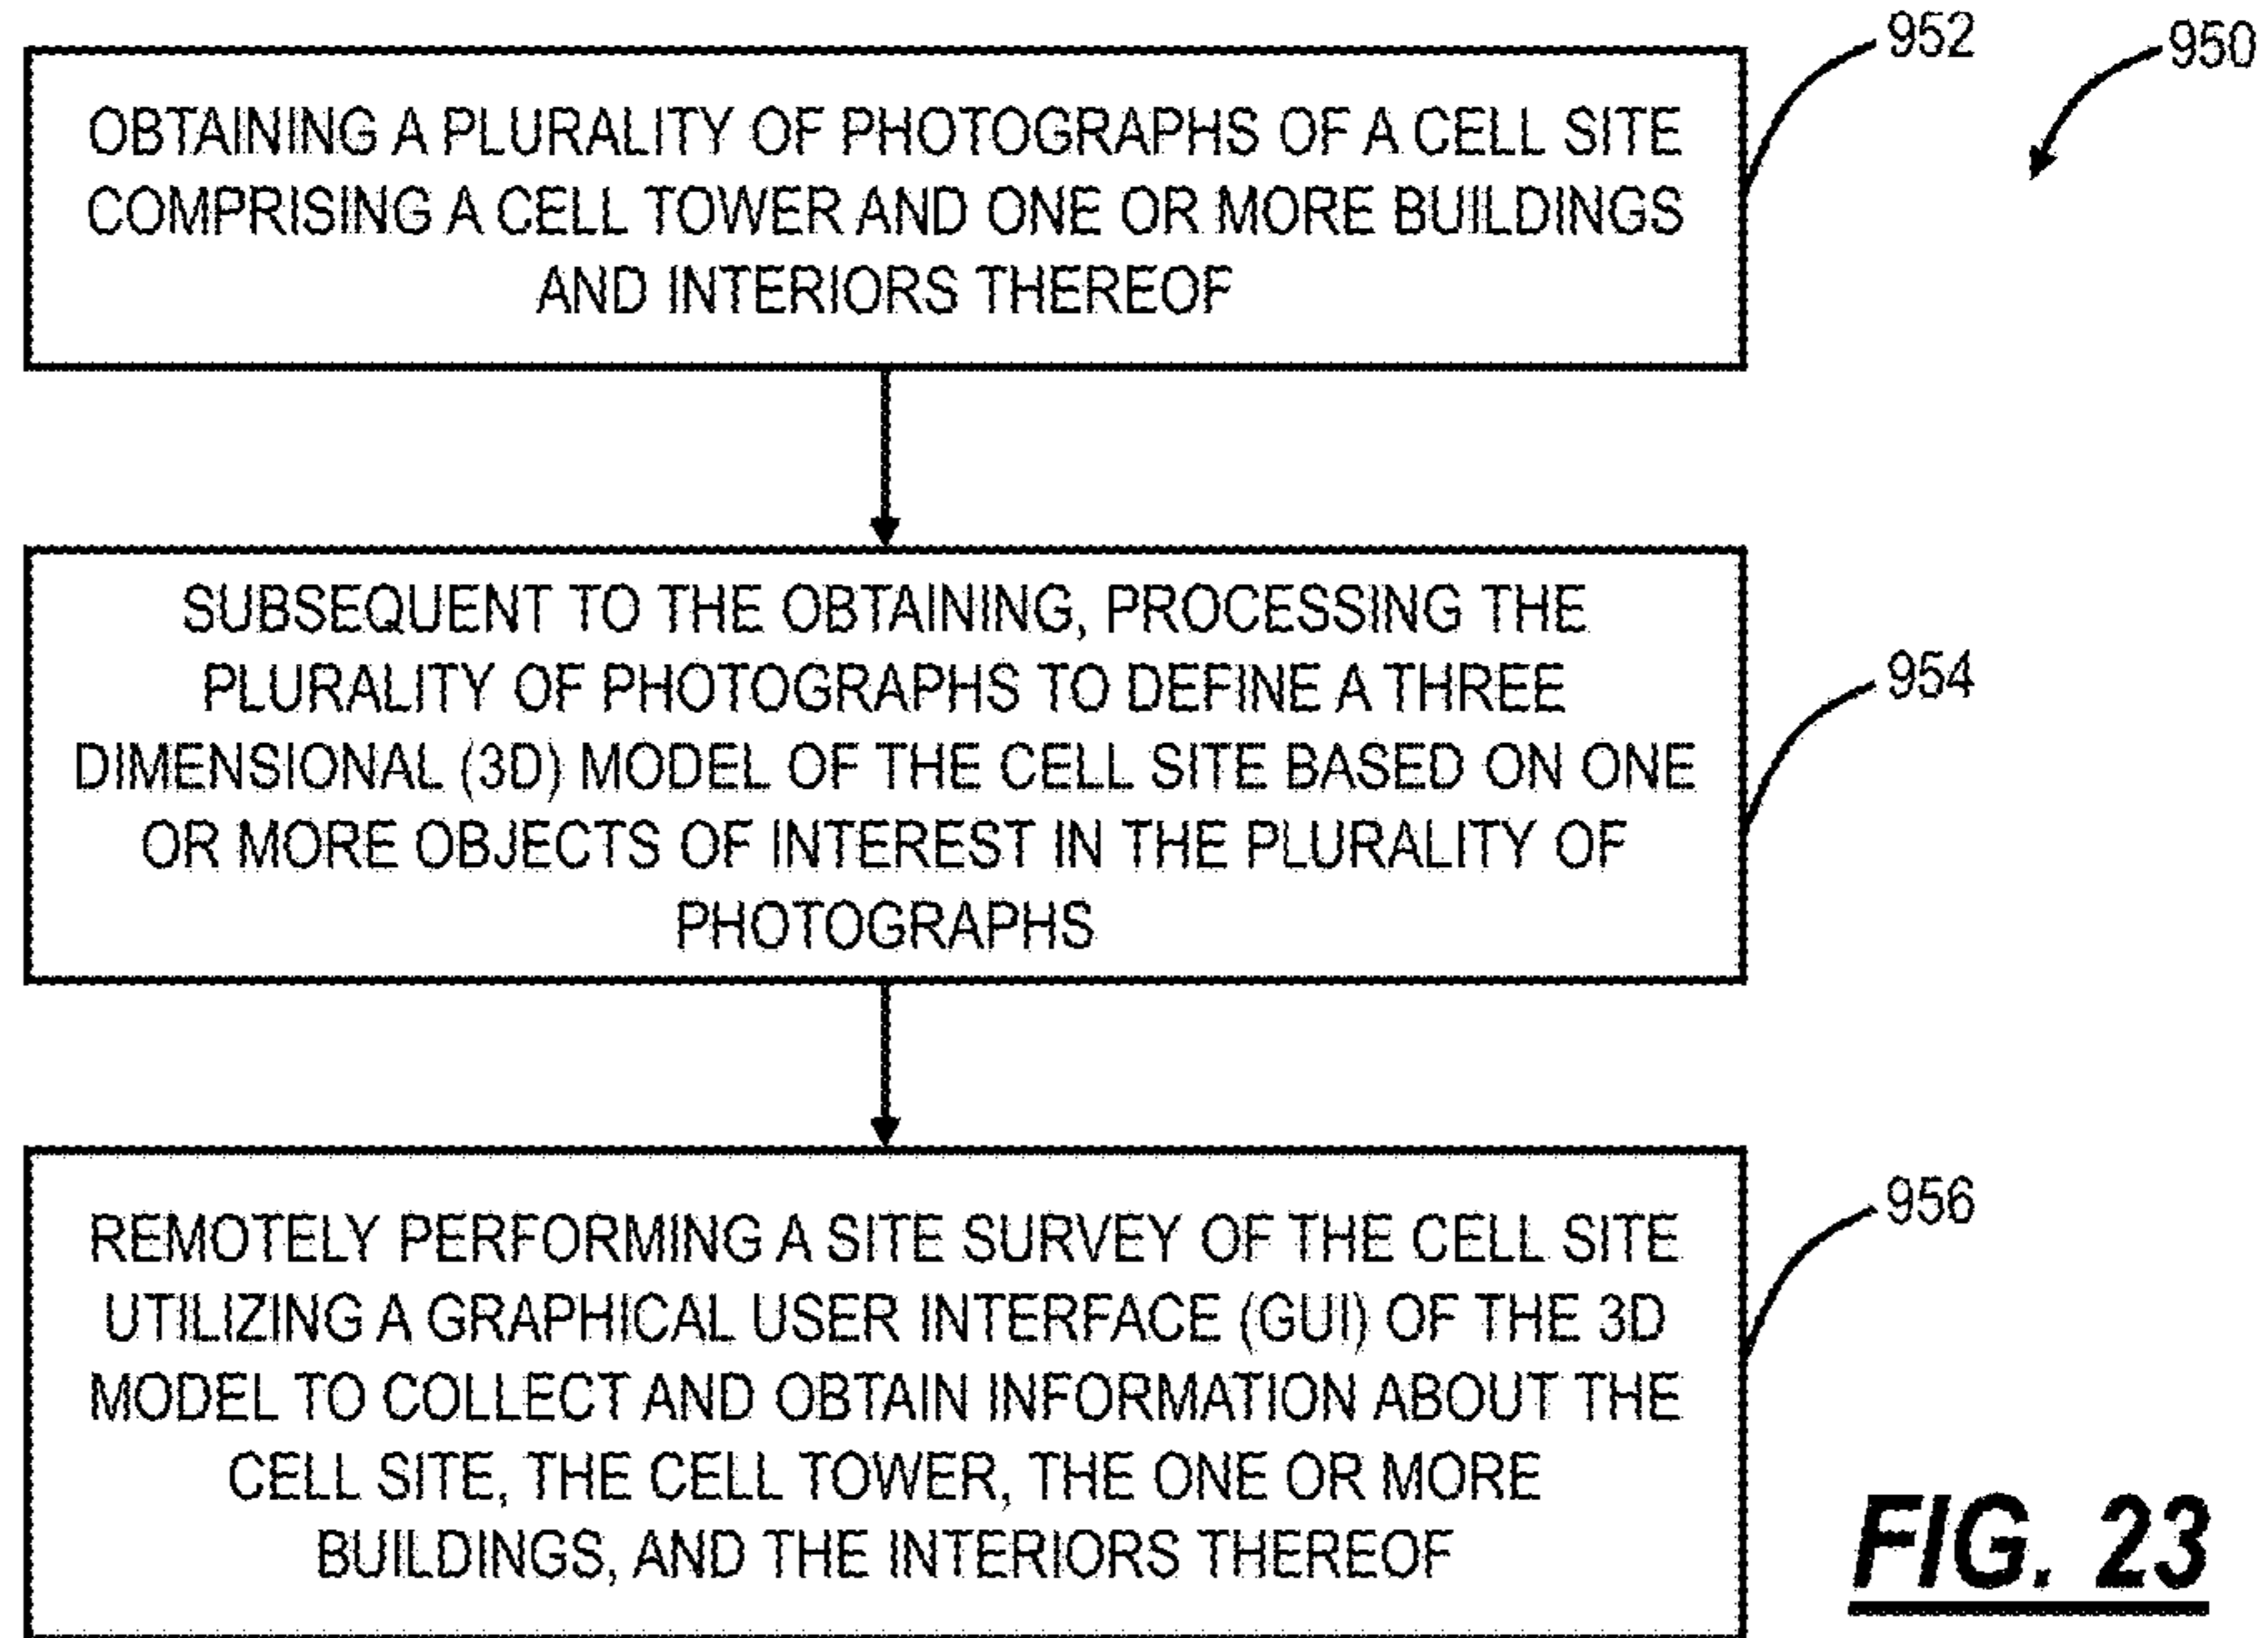 952
950
OBTAINING A PLURALITY OF PHOTOGRAPHS OF A CELL SITE
COMPRISING A CELL TOWER AND ONE OR MORE BUILDINGS
AND INTERIORS THEREOF
SUBSEQUENT TO THE OBTAINING, PROCESSING THE
PLURALITY OF PHOTOGRAPHS TO DEFINE A THREE
DIMENSIONAL (3D) MODEL OF THE CELL SITE BASED ON ONE
OR MORE OBJECTS OF INTEREST IN THE PLURALITY OF
PHOTOGRAPHS
954
REMOTELY PERFORMING A SITE SURVEY OF THE CELL SITE
UTILIZING A GRAPHICAL USER INTERFACE (GUI) OF THE 3D
MODEL TO COLLECT AND OBTAIN INFORMATION ABOUT THE
CELL SITE, THE CELL TOWER, THE ONE OR MORE
BUILDINGS, AND THE INTERIORS THEREOF
956
FIG. 23